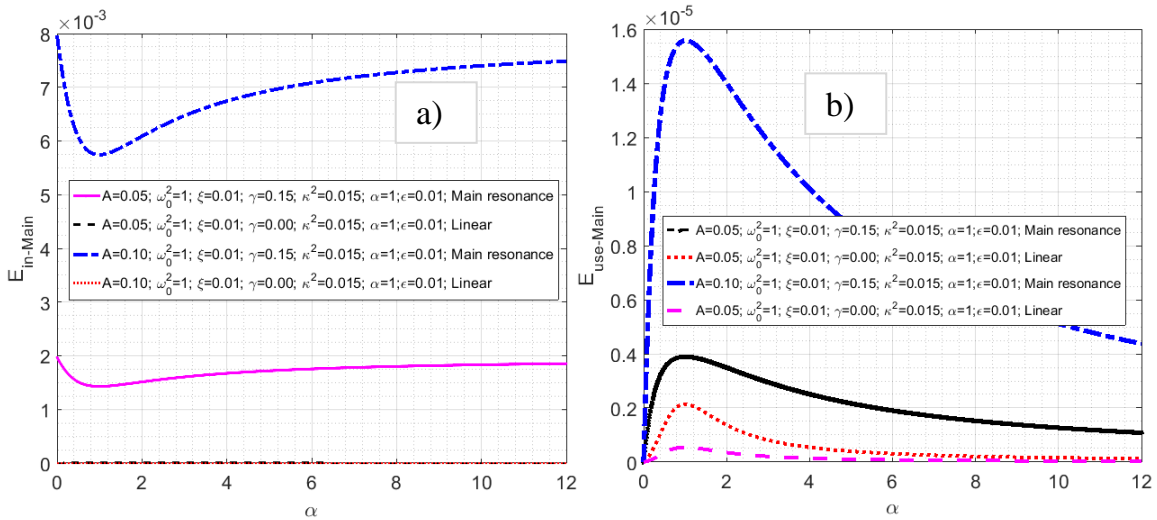 ×10⁻³
8
7
6
5
4
3
2
1
0
0 2 4 6 8 10 12
E_in-Main
α
a)
A=0.05; ω₀²=1; ξ=0.01; γ=0.15; κ²=0.015; α=1;ϵ=0.01; Main resonance
A=0.05; ω₀²=1; ξ=0.01; γ=0.00; κ²=0.015; α=1;ϵ=0.01; Linear
A=0.10; ω₀²=1; ξ=0.01; γ=0.15; κ²=0.015; α=1;ϵ=0.01; Main resonance
A=0.10; ω₀²=1; ξ=0.01; γ=0.00; κ²=0.015; α=1;ϵ=0.01; Linear
×10⁻⁵
1.6
1.4
1.2
1
0.8
0.6
0.4
0.2
0
0 2 4 6 8 10 12
E_use-Main
α
b)
A=0.05; ω₀²=1; ξ=0.01; γ=0.15; κ²=0.015; α=1;ϵ=0.01; Main resonance
A=0.05; ω₀²=1; ξ=0.01; γ=0.00; κ²=0.015; α=1;ϵ=0.01; Linear
A=0.10; ω₀²=1; ξ=0.01; γ=0.15; κ²=0.015; α=1;ϵ=0.01; Main resonance
A=0.05; ω₀²=1; ξ=0.01; γ=0.00; κ²=0.015; α=1;ϵ=0.01; Linear